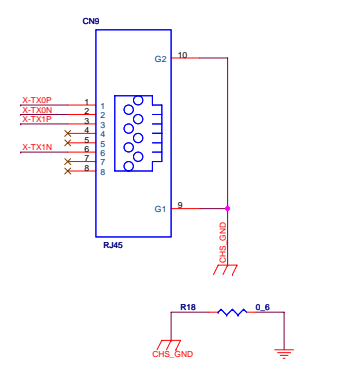 CN9
G2 10
X-TX0P 1 1
X-TX0N 2 2
X-TX1P 3 3
4 4
5 5
X-TX1N 6 6
7 7
8 8
G1 9
RJ45
CHS_GND
R18 0_6
CHS_GND